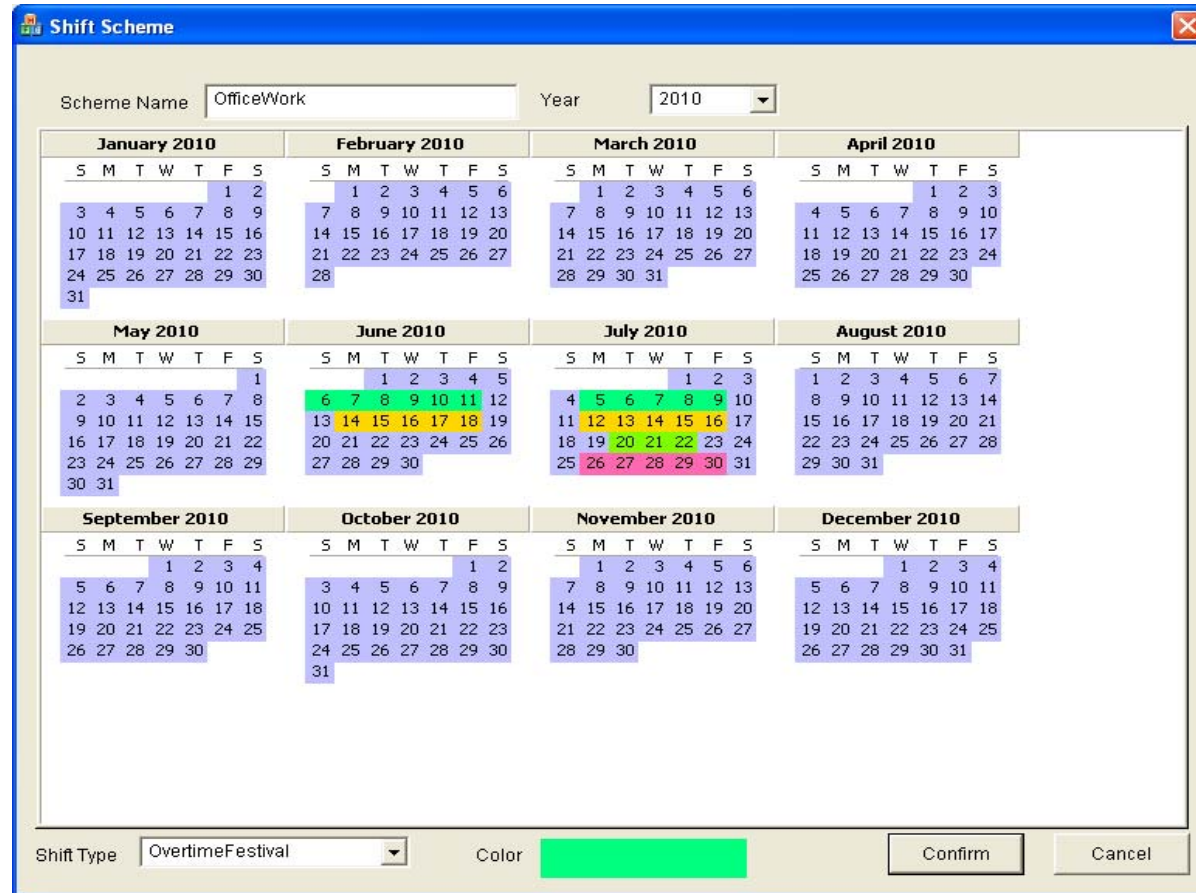 Shift Scheme
Scheme Name OfficeWork Year 2010
January 2010 February 2010 March 2010 April 2010
S M T W T F S S M T W T F S S M T W T F S S M T W T F S
1 2 1 2 3 4 5 6 1 2 3 4 5 6 1 2 3
3 4 5 6 7 8 9 7 8 9 10 11 12 13 7 8 9 10 11 12 13 4 5 6 7 8 9 10
10 11 12 13 14 15 16 14 15 16 17 18 19 20 14 15 16 17 18 19 20 11 12 13 14 15 16 17
17 18 19 20 21 22 23 21 22 23 24 25 26 27 21 22 23 24 25 26 27 18 19 20 21 22 23 24
24 25 26 27 28 29 30 28 28 29 30 31 25 26 27 28 29 30
31
May 2010 June 2010 July 2010 August 2010
S M T W T F S S M T W T F S S M T W T F S S M T W T F S
1 1 2 3 4 5 1 2 3 1 2 3 4 5 6 7
2 3 4 5 6 7 8 6 7 8 9 10 11 12 4 5 6 7 8 9 10 8 9 10 11 12 13 14
9 10 11 12 13 14 15 13 14 15 16 17 18 19 11 12 13 14 15 16 17 15 16 17 18 19 20 21
16 17 18 19 20 21 22 20 21 22 23 24 25 26 18 19 20 21 22 23 24 22 23 24 25 26 27 28
23 24 25 26 27 28 29 27 28 29 30 25 26 27 28 29 30 31 29 30 31
30 31
September 2010 October 2010 November 2010 December 2010
S M T W T F S S M T W T F S S M T W T F S S M T W T F S
1 2 3 4 1 2 1 2 3 4 5 6 1 2 3 4
5 6 7 8 9 10 11 3 4 5 6 7 8 9 7 8 9 10 11 12 13 5 6 7 8 9 10 11
12 13 14 15 16 17 18 10 11 12 13 14 15 16 14 15 16 17 18 19 20 12 13 14 15 16 17 18
19 20 21 22 23 24 25 17 18 19 20 21 22 23 21 22 23 24 25 26 27 19 20 21 22 23 24 25
26 27 28 29 30 24 25 26 27 28 29 30 28 29 30 26 27 28 29 30 31
31
Shift Type OvertimeFestival Color Confirm Cancel